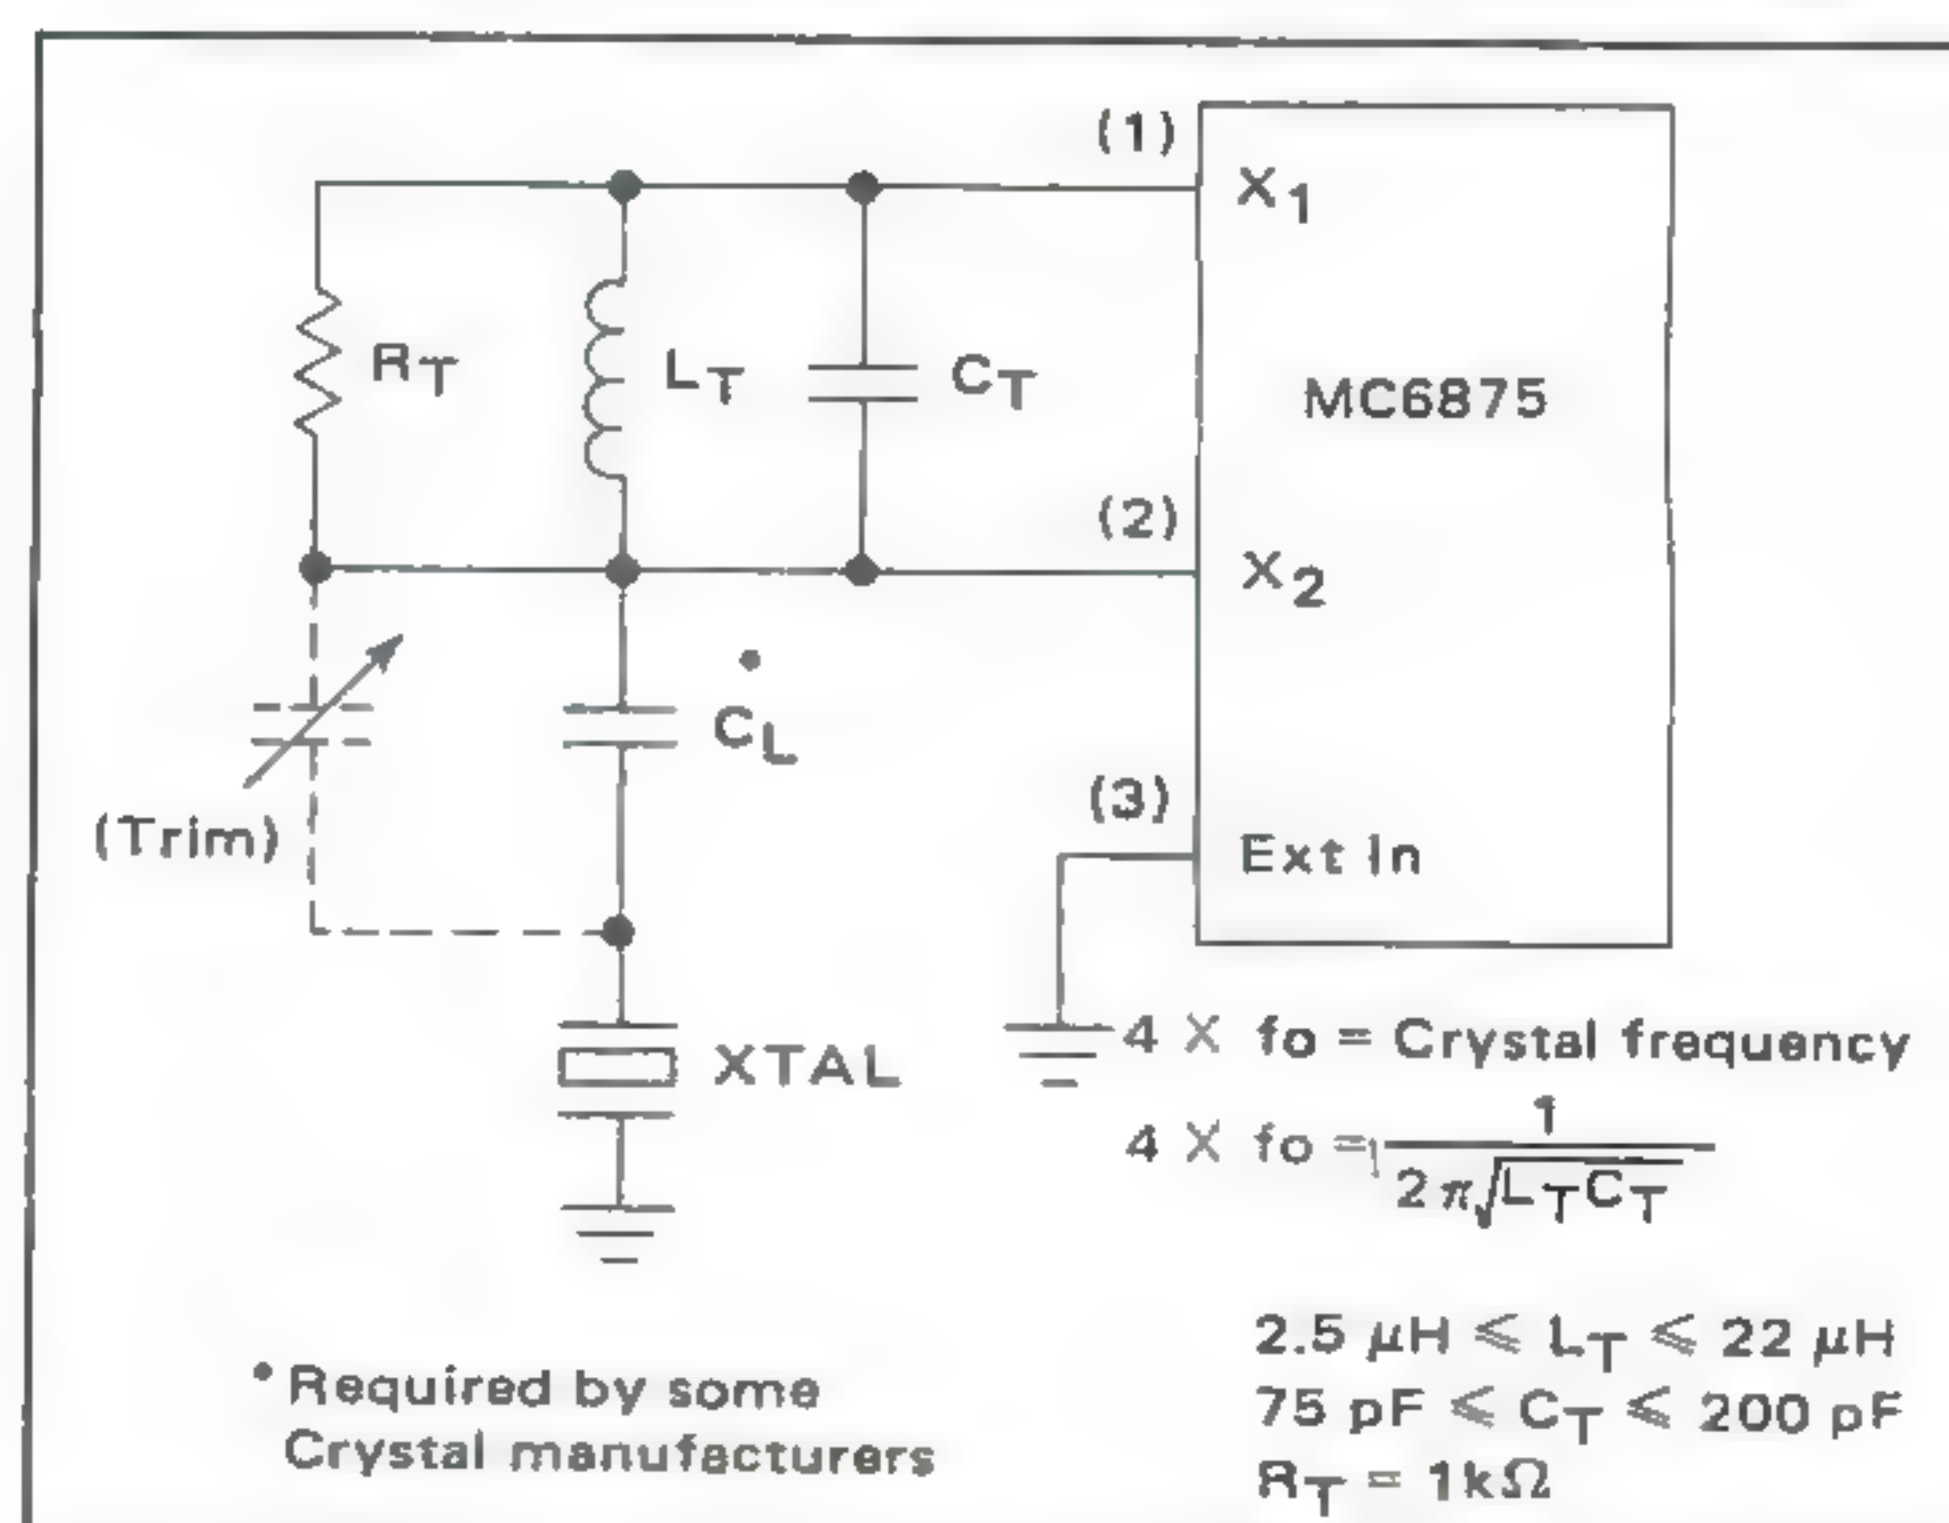 (1)
X1
RT
LT
CT
MC6875
(2)
X2
•
CL
(3)
(Trim)
Ext In
XTAL
4 X fo = Crystal frequency
4 X fo = 1
2π√LTCT
2.5 μH ⩽ LT ⩽ 22 μH
• Required by some
75 pF ⩽ CT ⩽ 200 pF
Crystal manufacturers
RT = 1kΩ